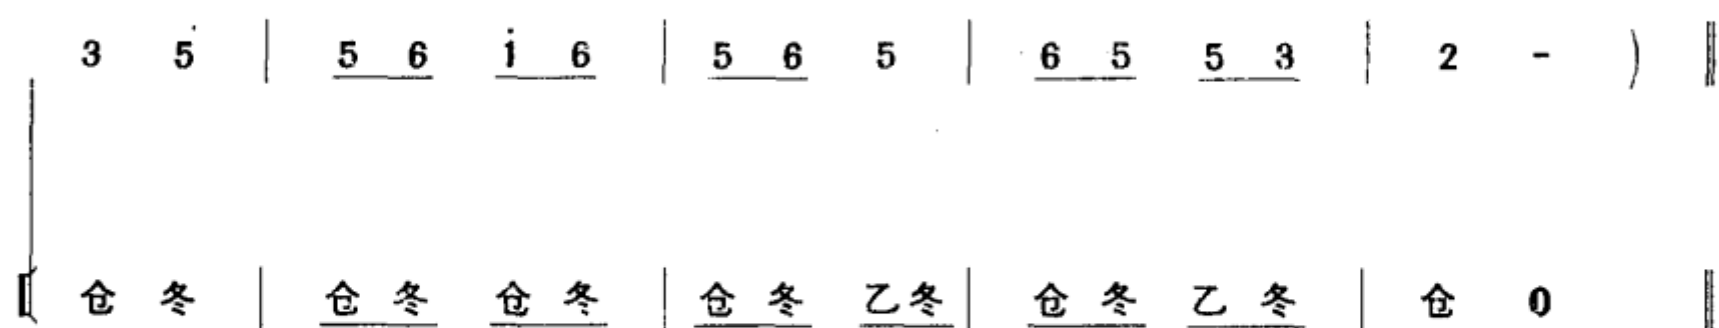 3 5 | 5 6 i 6 | 5 6 5 | 6 5 5 3 | 2 - ) ‖
[ 仓 冬 | 仓 冬 仓 冬 | 仓 冬 乙 冬 | 仓 冬 乙 冬 | 仓 0 ‖